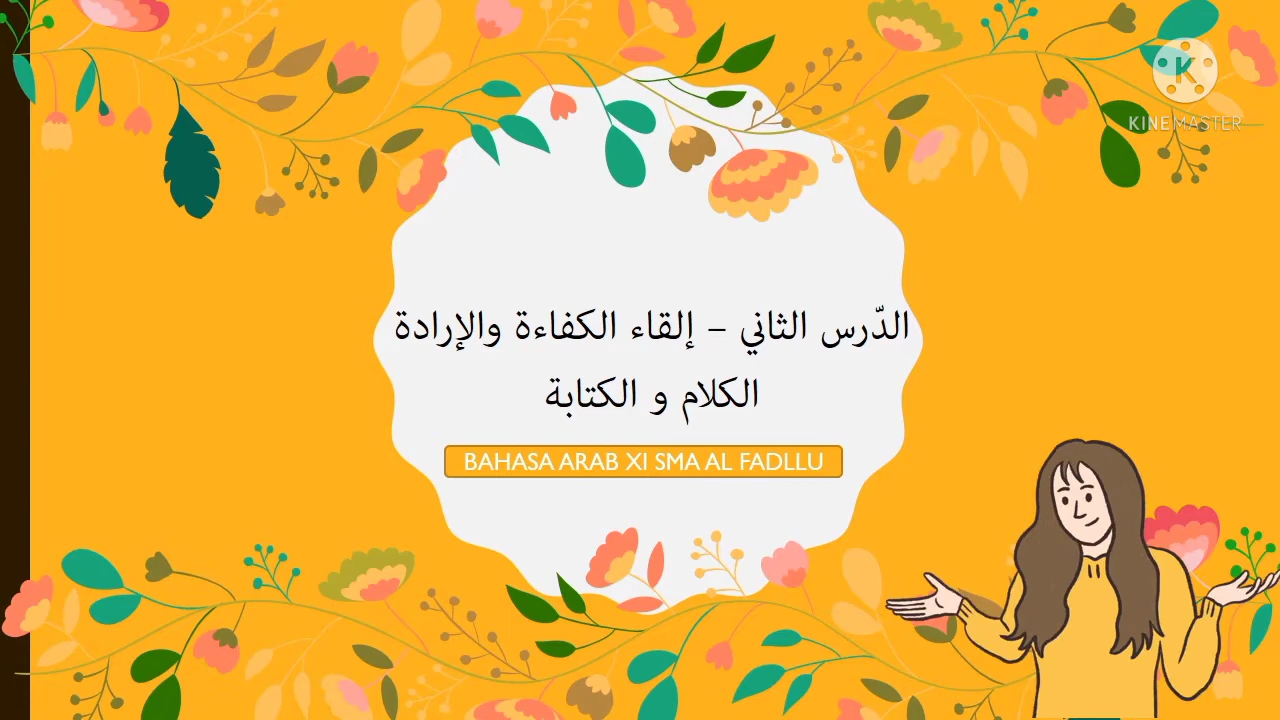 KINEMASTER
الدّرس الثاني – إلقاء الكفاءة والإرادة
الكلام و الكتابة
BAHASA ARAB XI SMA AL FADLLU